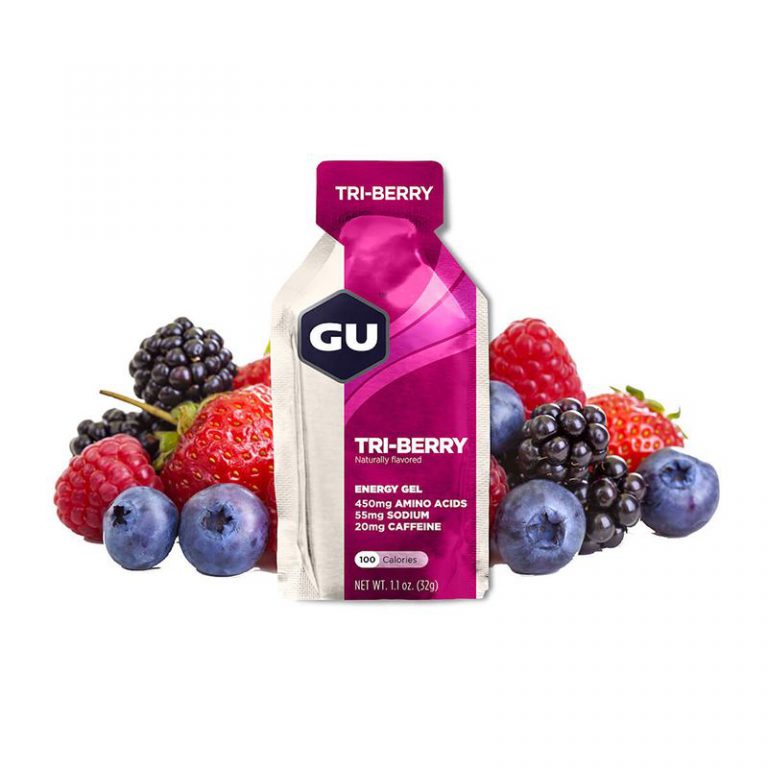 TRI-BERRY
GU
TRI-BERRY
Naturally flavored
ENERGY GEL
450mg AMINO ACIDS
55mg SODIUM
20mg CAFFEINE
100 Calories
NET WT. 1.1 oz. (32g)